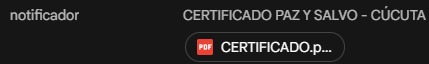 notificador CERTIFICADO PAZ Y SALVO - CÚCUTA
PDF CERTIFICADO.p...